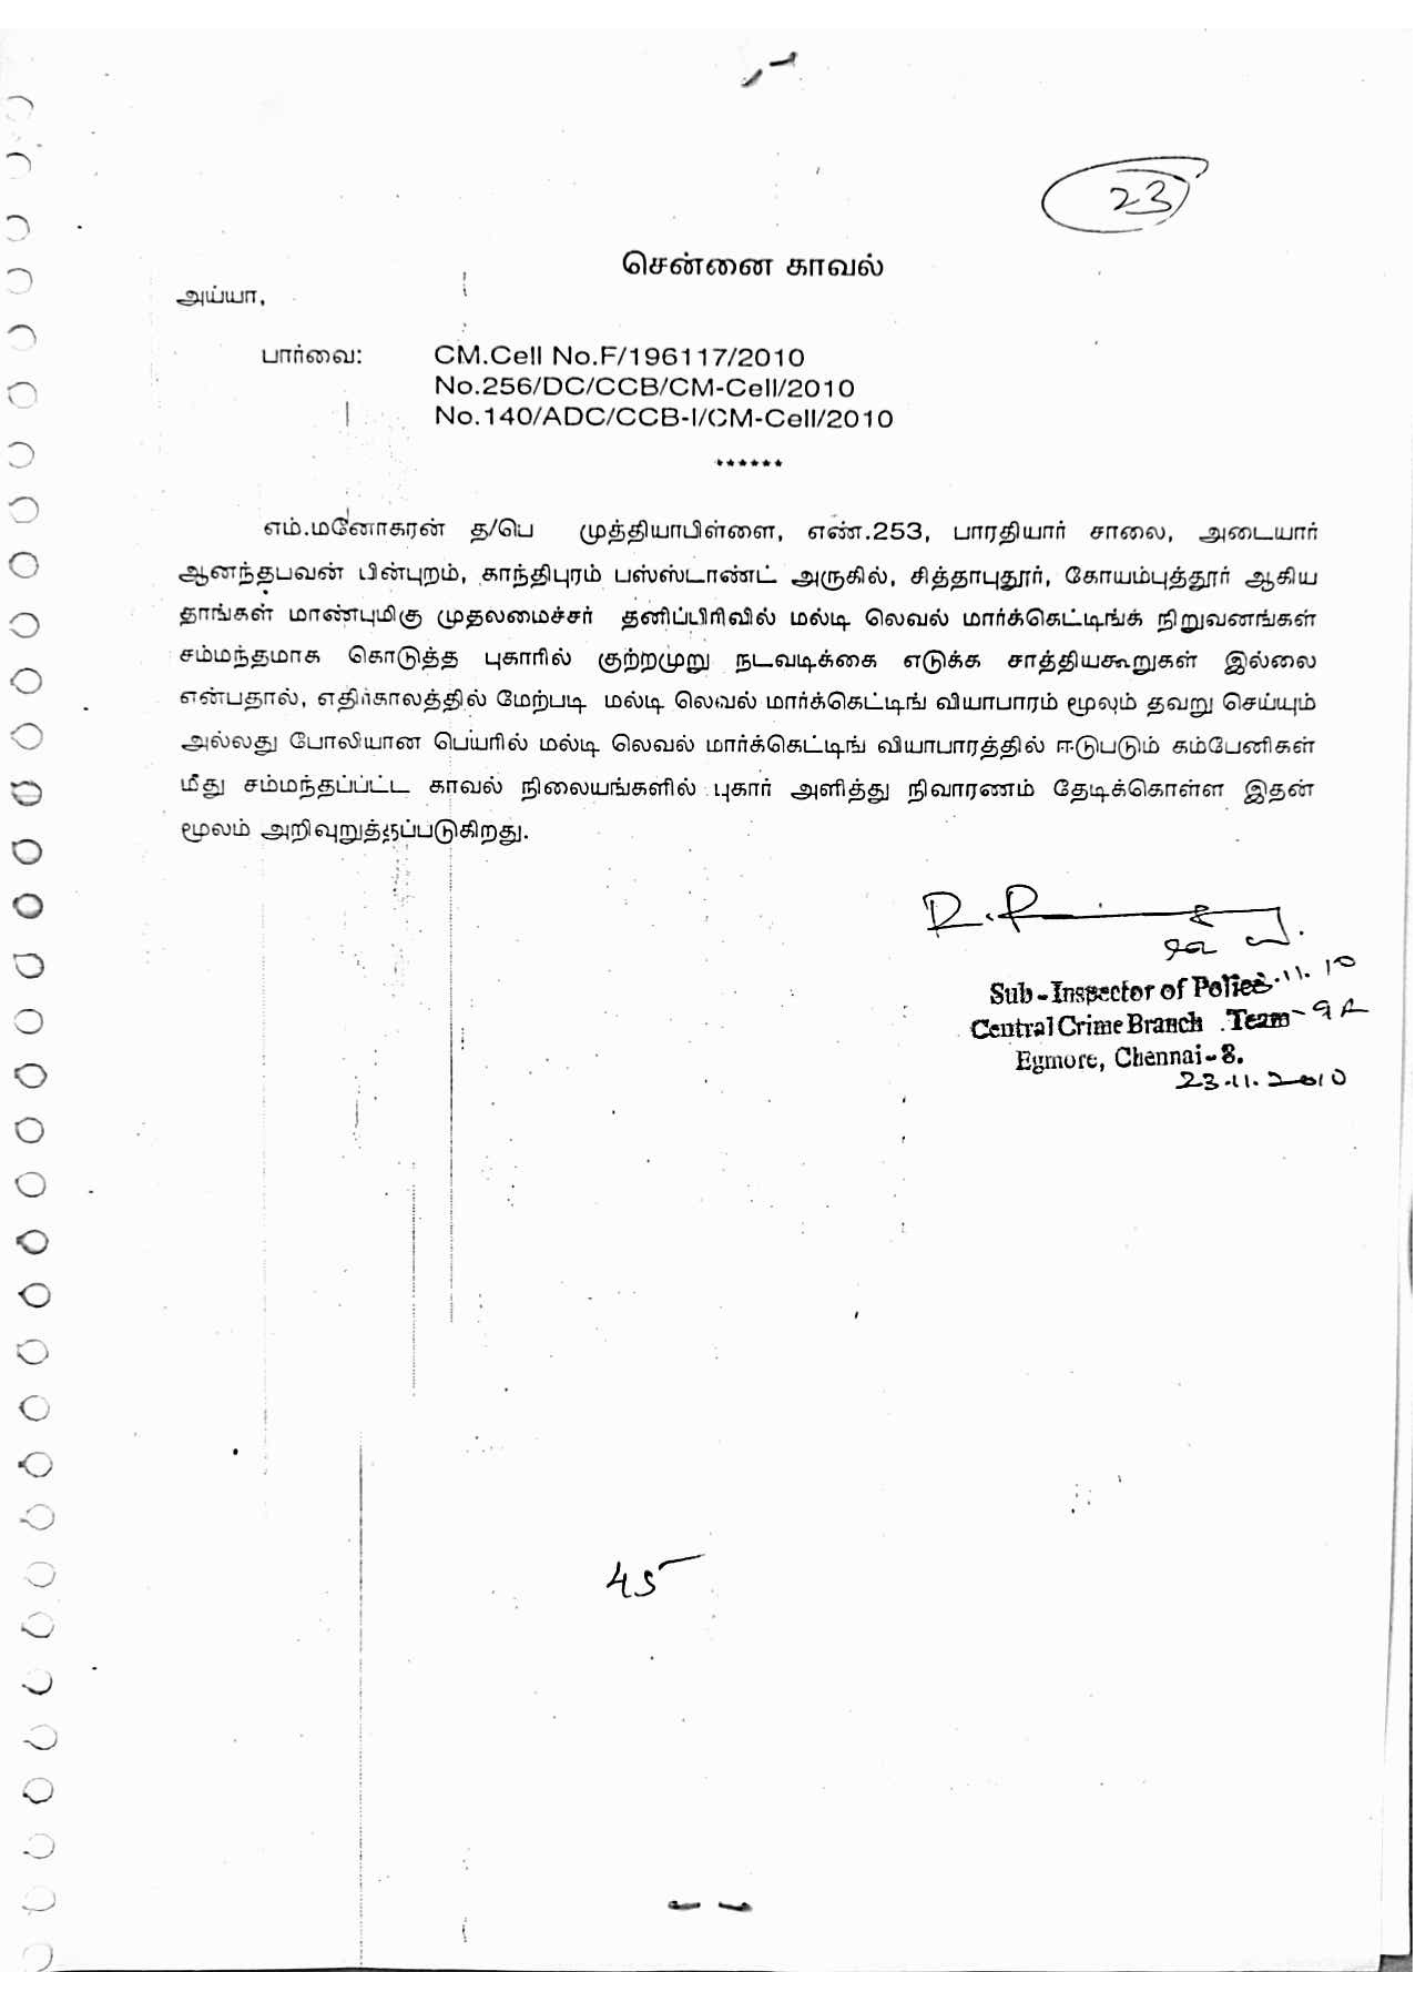 23
சென்னை காவல்
அய்யா,
பார்வை: CM.Cell No.F/196117/2010
No.256/DC/CCB/CM-Cell/2010
No.140/ADC/CCB-I/CM-Cell/2010
******
எம்.மனோகரன் த/பெ முத்தியாபிள்ளை, எண்.253, பாரதியார் சாலை, அடையார்
ஆனந்தபவன் பின்புறம், காந்திபுரம் பஸ்ஸ்டாண்ட் அருகில், சித்தாபுதூர், கோயம்புத்தூர் ஆகிய
தாங்கள் மாண்புமிகு முதலமைச்சர் தனிப்பிரிவில் மல்டி லெவல் மார்க்கெட்டிங்க் நிறுவனங்கள்
சம்மந்தமாக கொடுத்த புகாரில் குற்றமுறு நடவடிக்கை எடுக்க சாத்தியகூறுகள் இல்லை
என்பதால், எதிர்காலத்தில் மேற்படி மல்டி லெவல் மார்க்கெட்டிங் வியாபாரம் மூலம் தவறு செய்யும்
அல்லது போலியான பெயரில் மல்டி லெவல் மார்க்கெட்டிங் வியாபாரத்தில் ஈடுபடும் கம்பேனிகள்
மீது சம்மந்தப்ப்ட்ட காவல் நிலையங்களில் புகார் அளித்து நிவாரணம் தேடிக்கொள்ள இதன்
மூலம் அறிவுறுத்தப்படுகிறது.
11. 10
Sub-Inspector of Police
Central Crime Branch Team-9A
Egmore, Chennai-8.
23.11.2010
45